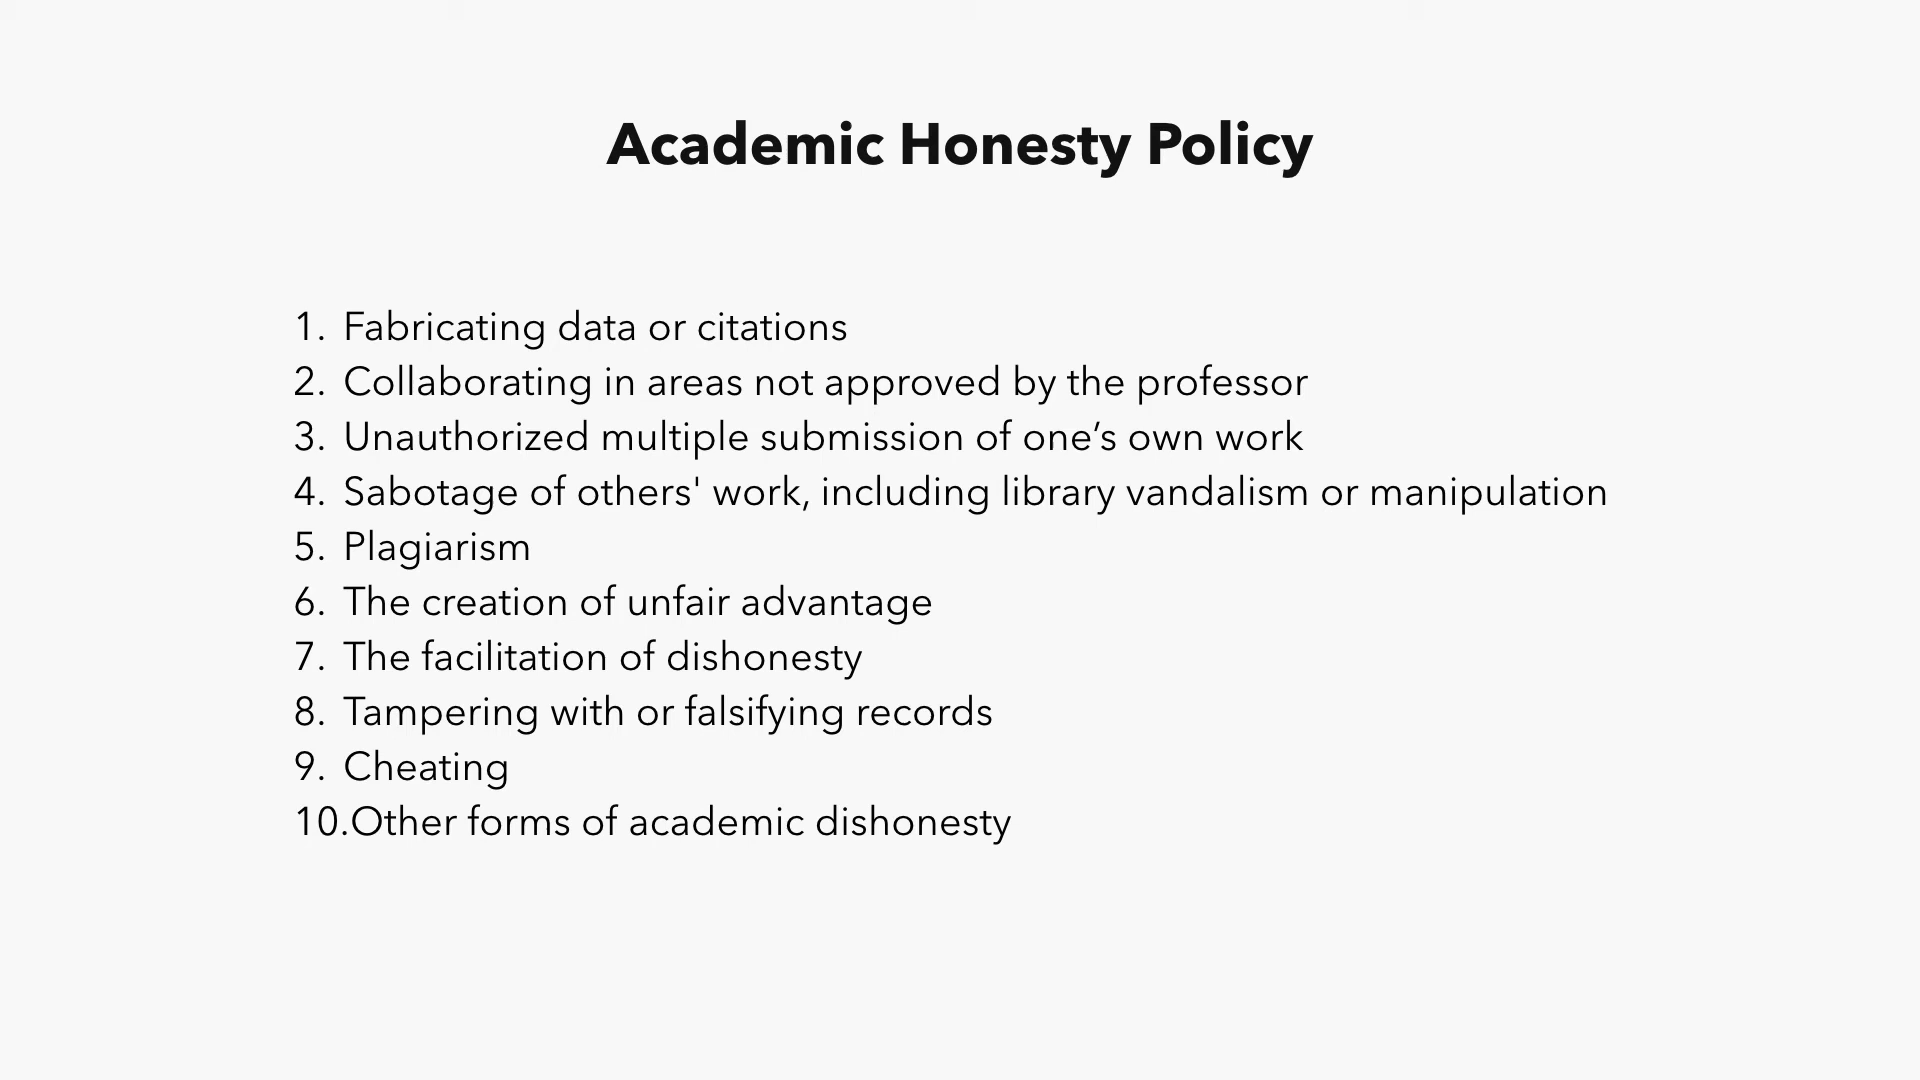 Academic Honesty Policy
1. Fabricating data or citations
2. Collaborating in areas not approved by the professor
3. Unauthorized multiple submission of one’s own work
4. Sabotage of others' work, including library vandalism or manipulation
5. Plagiarism
6. The creation of unfair advantage
7. The facilitation of dishonesty
8. Tampering with or falsifying records
9. Cheating
10.Other forms of academic dishonesty